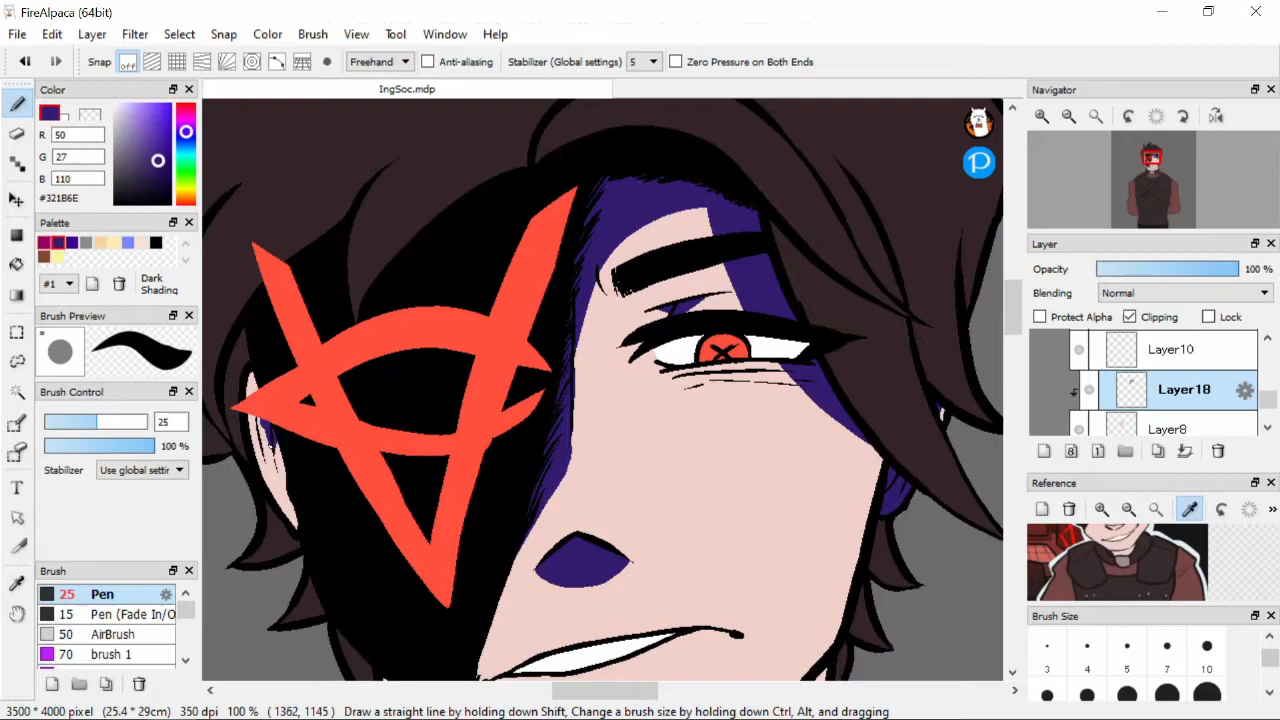 FireAlpaca (64bit)
File Edit Layer Filter Select Snap Color Brush View Tool Window Help
Snap off Freehand Anti-aliasing Stabilizer (Global settings) 5 Zero Pressure on Both Ends
Color
IngSoc.mdp
Navigator
R 50
G 27
B 110
#321B6E
Palette
#1 Dark
Shading
Brush Preview
Brush Control
25
100 %
Stabilizer Use global settir
Brush
25 Pen
15 Pen (Fade In/O
50 AirBrush
70 brush 1
P
Layer
Opacity 100 %
Blending Normal
Protect Alpha Clipping Lock
Layer10
Layer18
Layer8
8 1
Reference
Brush Size
3 4 5 7 10
3500 * 4000 pixel (25.4 * 29cm) 350 dpi 100 % ( 1362, 1145 ) Draw a straight line by holding down Shift, Change a brush size by holding down Ctrl, Alt, and dragging